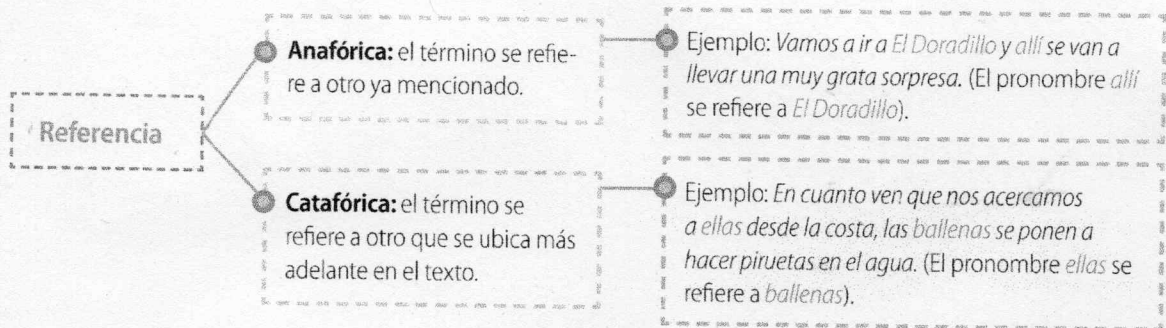 Referencia
Anafórica: el término se refie-
re a otro ya mencionado.
Ejemplo: Vamos a ir a El Doradillo y allí se van a
llevar una muy grata sorpresa. (El pronombre allí
se refiere a El Doradillo).
Catafórica: el término se
refiere a otro que se ubica más
adelante en el texto.
Ejemplo: En cuanto ven que nos acercamos
a ellas desde la costa, las ballenas se ponen a
hacer piruetas en el agua. (El pronombre ellas se
refiere a ballenas).